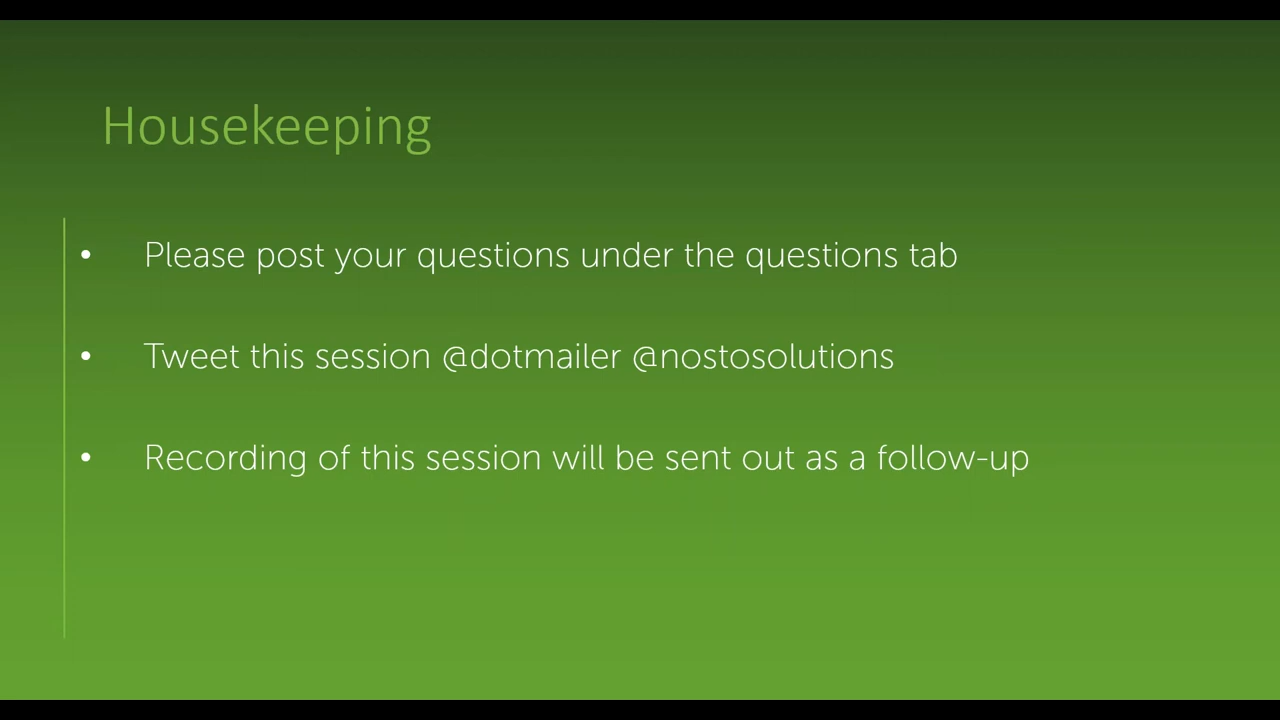 Housekeeping
• Please post your questions under the questions tab
• Tweet this session @dotmailer @nostosolutions
• Recording of this session will be sent out as a follow-up